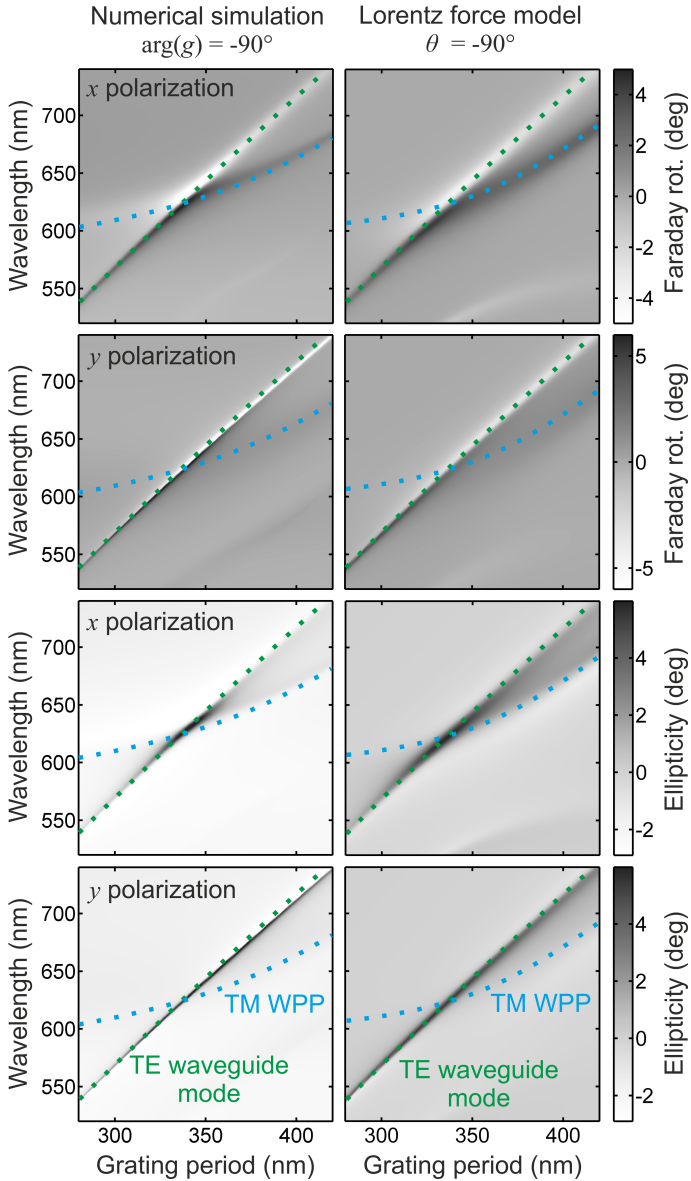 Numerical simulation
arg(g) = -90°
Lorentz force model
θ = -90°
x polarization
Wavelength (nm)
700
650
600
550
4
2
0
-2
-4
Faraday rot. (deg)
y polarization
Wavelength (nm)
700
650
600
550
5
0
-5
Faraday rot. (deg)
x polarization
Wavelength (nm)
700
650
600
550
4
2
0
-2
Ellipticity (deg)
y polarization
Wavelength (nm)
700
650
600
550
TM WPP
TE waveguide
mode
TM WPP
TE waveguide
mode
4
2
0
-2
Ellipticity (deg)
300
350
400
300
350
400
Grating period (nm)
Grating period (nm)